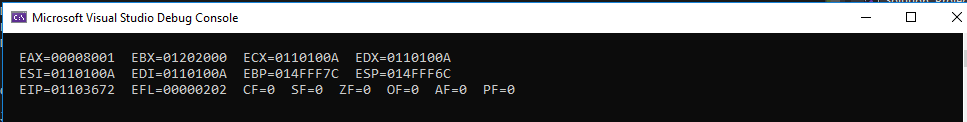 Microsoft Visual Studio Debug Console
EAX=00008001  EBX=01202000  ECX=0110100A  EDX=0110100A
ESI=0110100A  EDI=0110100A  EBP=014FFF7C  ESP=014FFF6C
EIP=01103672  EFL=00000202  CF=0  SF=0  ZF=0  OF=0  AF=0  PF=0